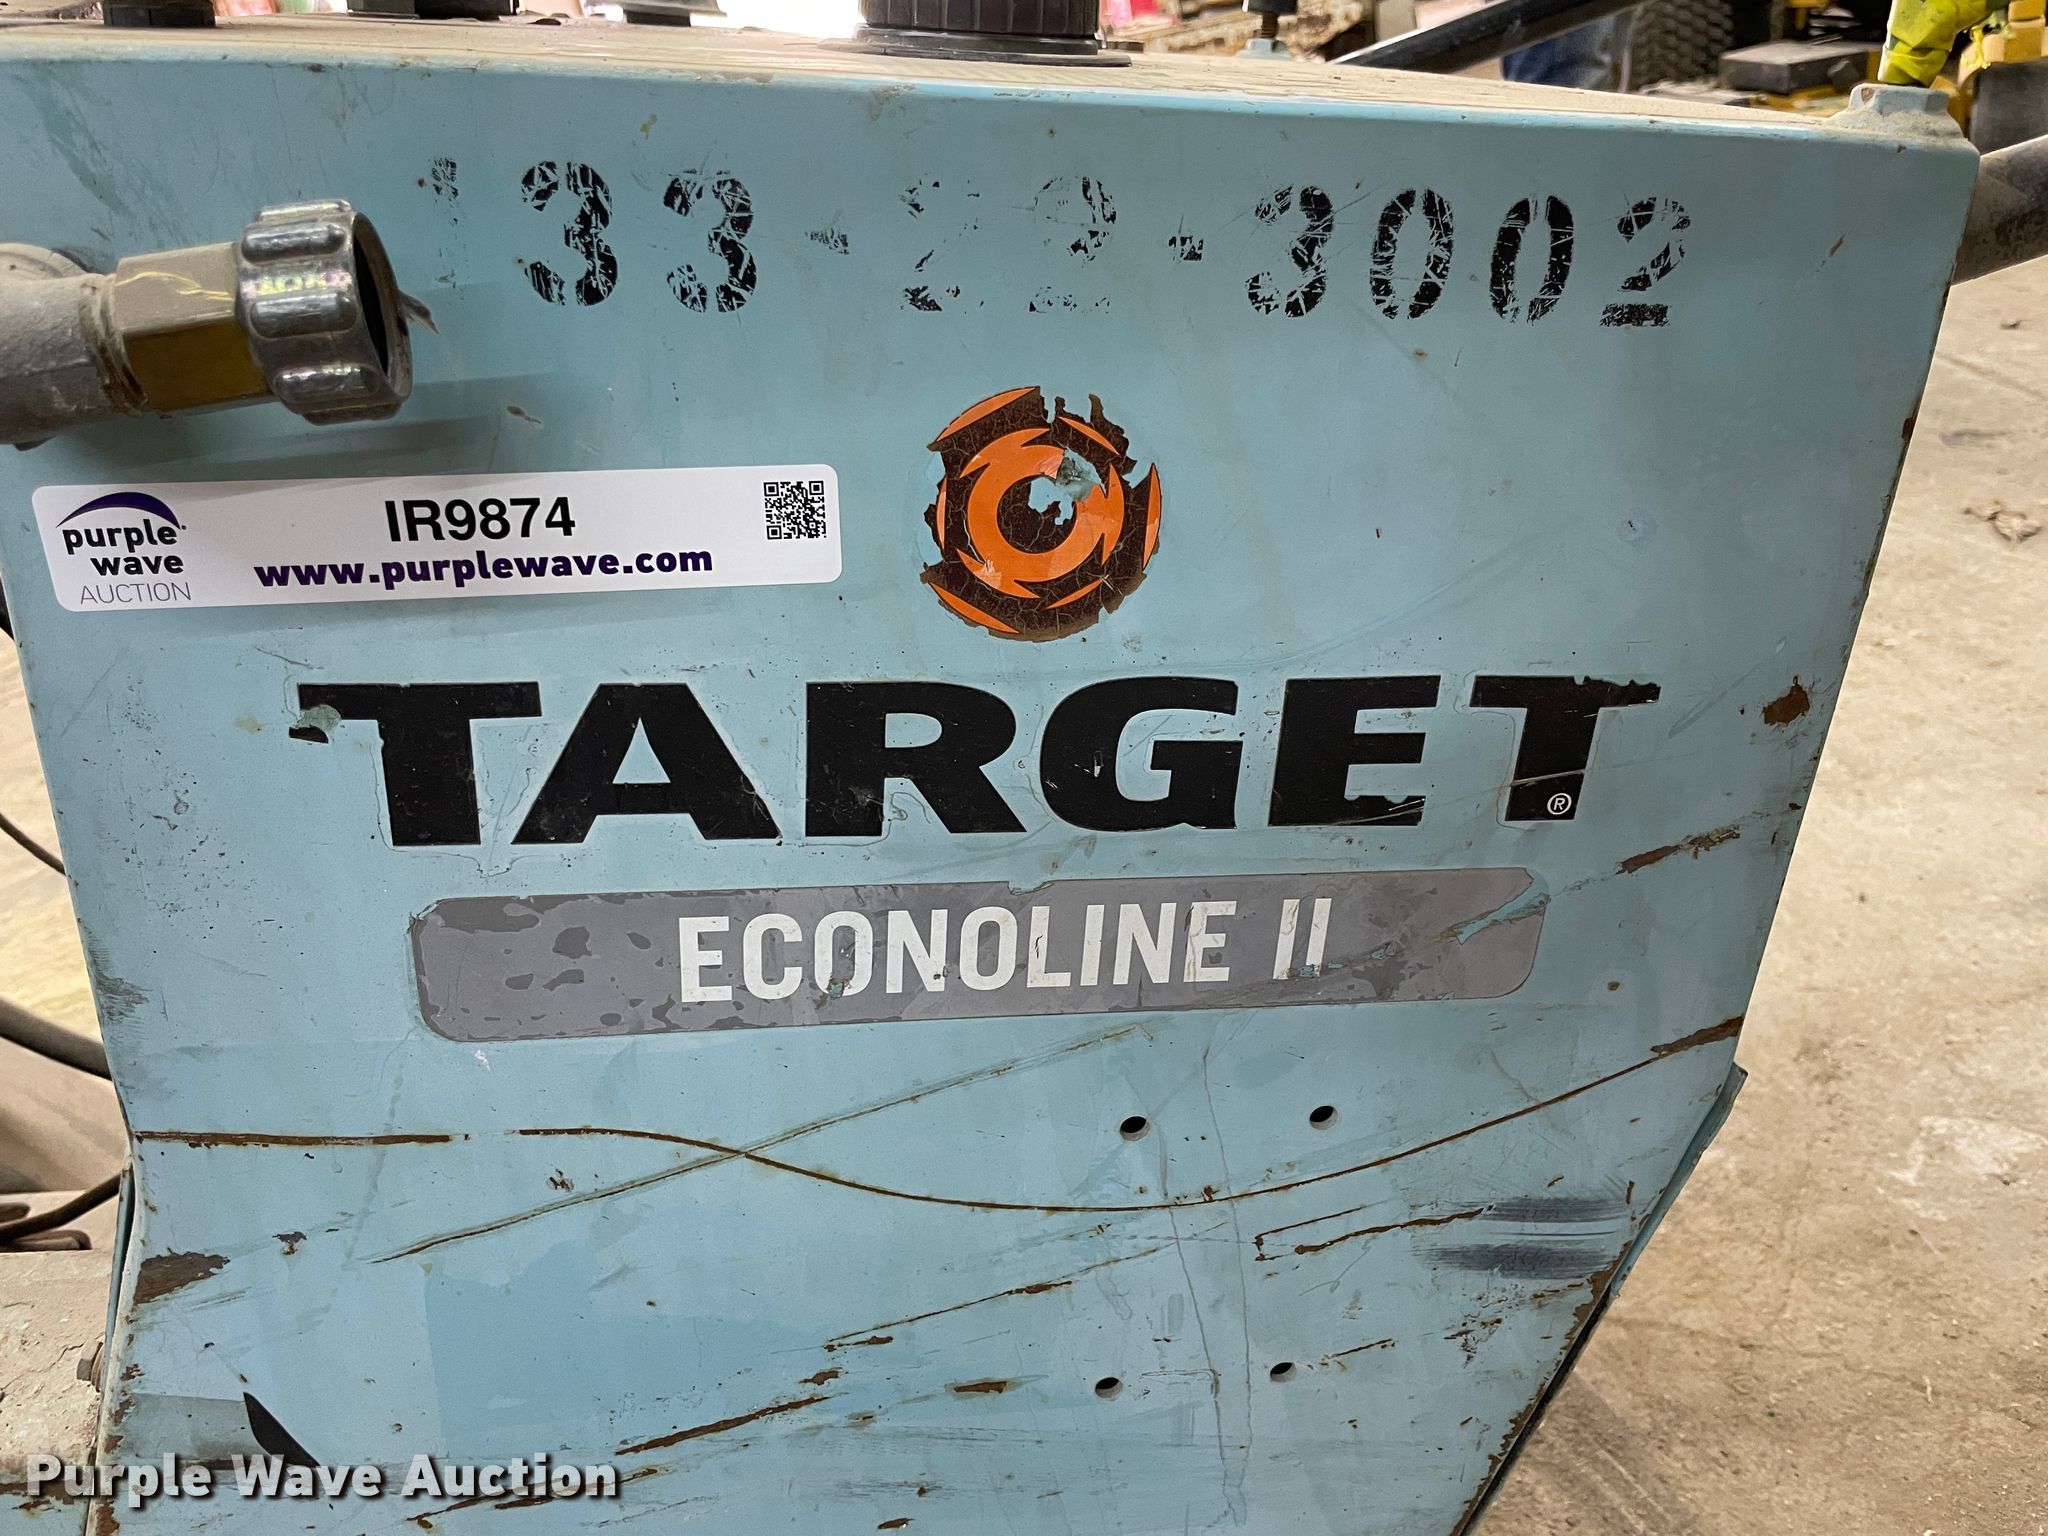 '33-22-3002
purple
wave
AUCTION
IR9874
www.purplewave.com
TARGET®
ECONOLINE II
Purple Wave Auction